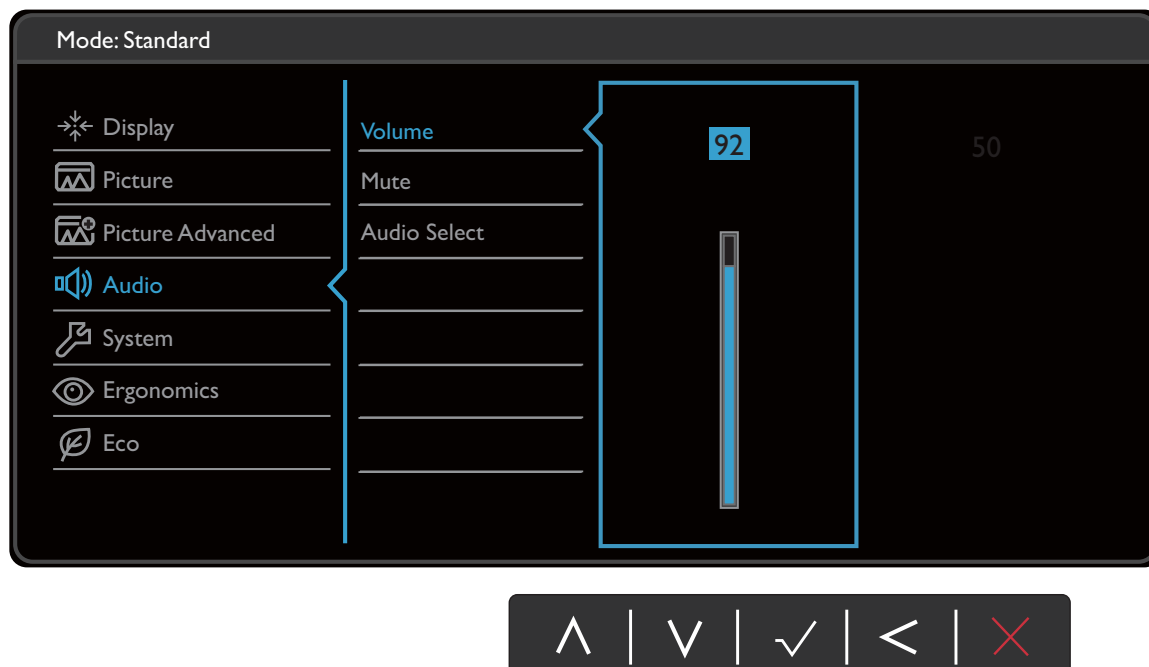 Mode: Standard
Display
Picture
Picture Advanced
Audio
System
Ergonomics
Eco
Volume
Mute
Audio Select
92
50